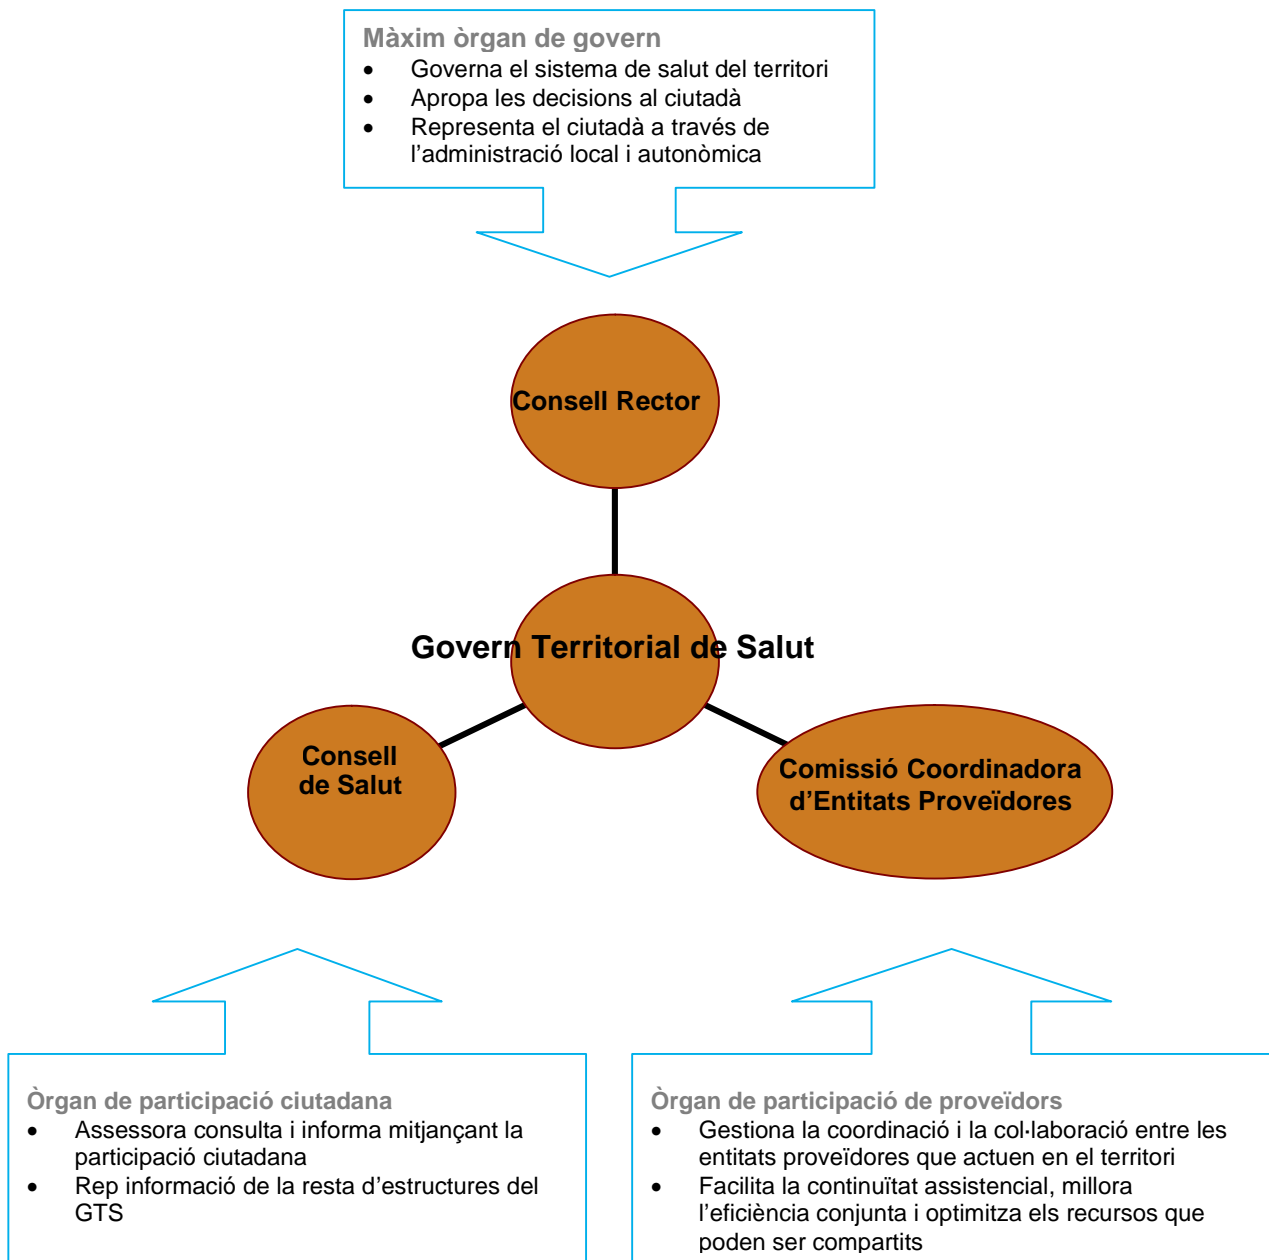 Màxim òrgan de govern
• Governa el sistema de salut del territori
• Apropa les decisions al ciutadà
• Representa el ciutadà a través de
l’administració local i autonòmica
Consell Rector
Govern Territorial de Salut
Consell
de Salut
Comissió Coordinadora
d’Entitats Proveïdores
Òrgan de participació ciutadana
• Assessora consulta i informa mitjançant la
participació ciutadana
• Rep informació de la resta d’estructures del
GTS
Òrgan de participació de proveïdors
• Gestiona la coordinació i la col·laboració entre les
entitats proveïdores que actuen en el territori
• Facilita la continuïtat assistencial, millora
l’eficiència conjunta i optimitza els recursos que
poden ser compartits